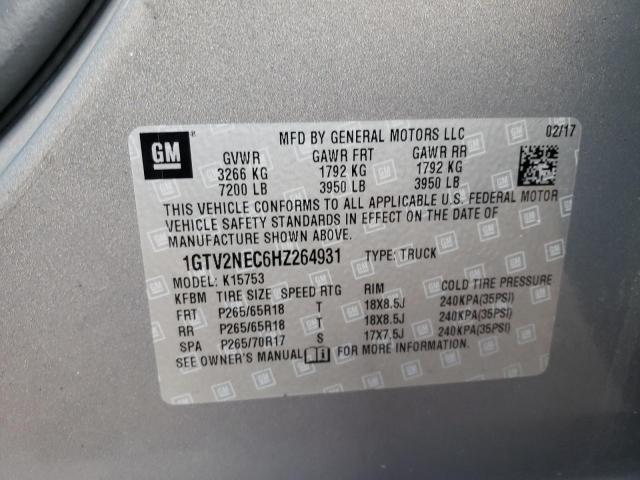 GM ®
MFD BY GENERAL MOTORS LLC 02/17
GVWR GAWR FRT GAWR RR
3266 KG 1792 KG 1792 KG
7200 LB 3950 LB 3950 LB
THIS VEHICLE CONFORMS TO ALL APPLICABLE U.S. FEDERAL MOTOR
VEHICLE SAFETY STANDARDS IN EFFECT ON THE DATE OF
MANUFACTURE SHOWN ABOVE.
1GTV2NEC6HZ264931 TYPE: TRUCK
MODEL: K15753
KFBM TIRE SIZE SPEED RTG RIM COLD TIRE PRESSURE
FRT P265/65R18 T 18X8.5J 240KPA(35PSI)
RR P265/65R18 T 18X8.5J 240KPA(35PSI)
SPA P265/70R17 S 17X7.5J 240KPA(35PSI)
SEE OWNER'S MANUAL FOR MORE INFORMATION.